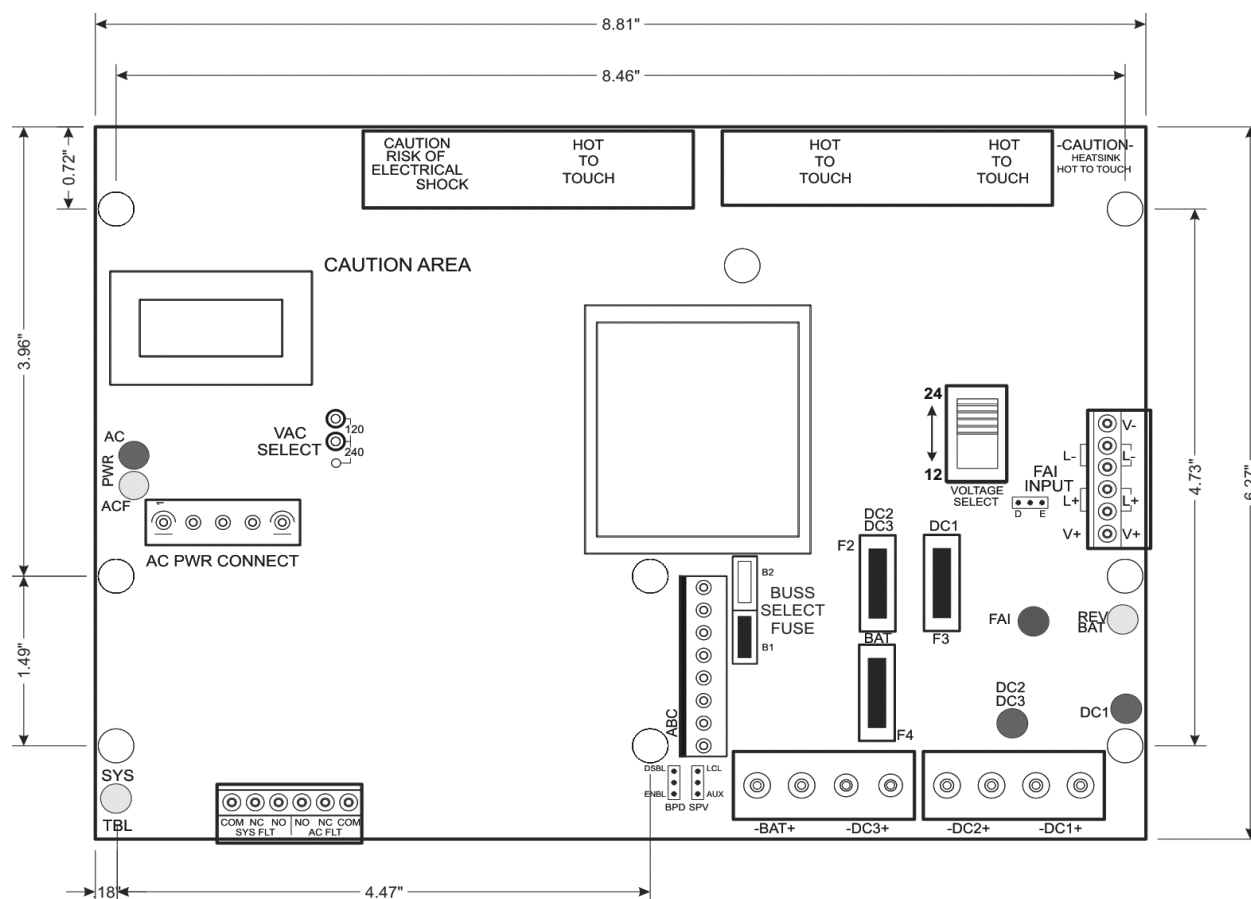 8.81"
8.46"
0.72"
3.96"
1.49"
4.73"
6.27"
CAUTION
RISK OF
ELECTRICAL
SHOCK
HOT
TO
TOUCH
HOT
TO
TOUCH
HOT
TO
TOUCH
-CAUTION-
HEATSINK
HOT TO TOUCH
CAUTION AREA
VAC
SELECT
120
240
AC
PWR
ACF
1
AC PWR CONNECT
24
12
VOLTAGE
SELECT
FAI
INPUT
D E
V-
L- L-
L+ L+
V+ V+
DC2
DC3
F2
DC1
F3
BAT
F4
B2
BUSS
SELECT
FUSE
B1
ABC
FAI
REV
BAT
DC2
DC3
DC1
DSBL
ENBL
BPD
LCL
AUX
SPV
SYS
TBL
COM NC NO NO NC COM
SYS FLT AC FLT
-BAT+ -DC3+ -DC2+ -DC1+
.18"
4.47"